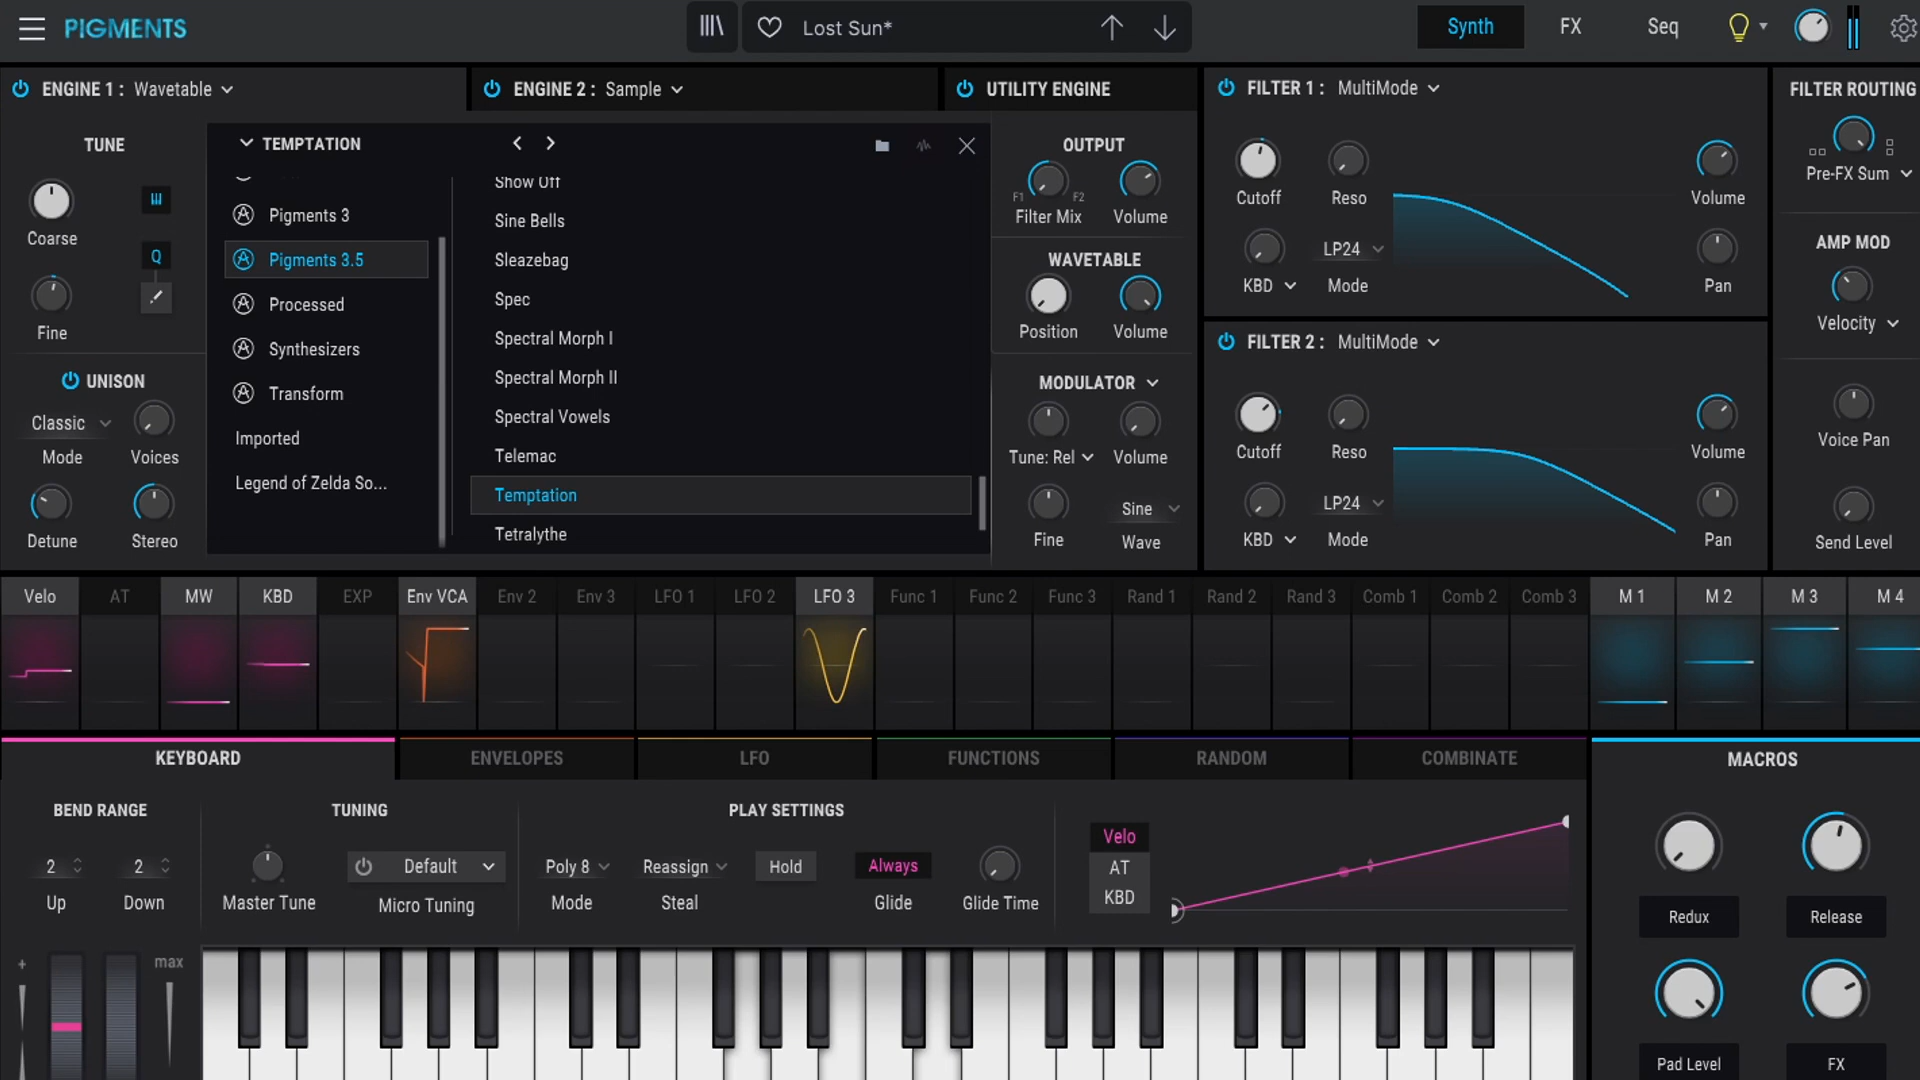 PIGMENTS
Lost Sun*
Synth
FX
Seq
ENGINE 1 : Wavetable
ENGINE 2 : Sample
UTILITY ENGINE
FILTER 1 : MultiMode
FILTER ROUTING
TUNE
Coarse
Q
Fine
UNISON
Classic
Mode
Voices
Detune
Stereo
TEMPTATION
Pigments 3
Pigments 3.5
Processed
Synthesizers
Transform
Imported
Legend of Zelda So...
Show Off
Sine Bells
Sleazebag
Spec
Spectral Morph I
Spectral Morph II
Spectral Vowels
Telemac
Temptation
Tetralythe
OUTPUT
F1
F2
Filter Mix
Volume
WAVETABLE
Position
Volume
MODULATOR
Tune: Rel
Volume
Fine
Sine
Wave
Cutoff
Reso
Volume
KBD
LP24
Mode
Pan
FILTER 2 : MultiMode
Cutoff
Reso
Volume
KBD
LP24
Mode
Pan
Pre-FX Sum
AMP MOD
Velocity
Voice Pan
Send Level
Velo
AT
MW
KBD
EXP
Env VCA
Env 2
Env 3
LFO 1
LFO 2
LFO 3
Func 1
Func 2
Func 3
Rand 1
Rand 2
Rand 3
Comb 1
Comb 2
Comb 3
M 1
M 2
M 3
M 4
KEYBOARD
ENVELOPES
LFO
FUNCTIONS
RANDOM
COMBINATE
MACROS
BEND RANGE
2
Up
2
Down
TUNING
Master Tune
Default
Micro Tuning
PLAY SETTINGS
Poly 8
Mode
Reassign
Steal
Hold
Always
Glide
Glide Time
Velo
AT
KBD
Redux
Release
Pad Level
FX
+
max